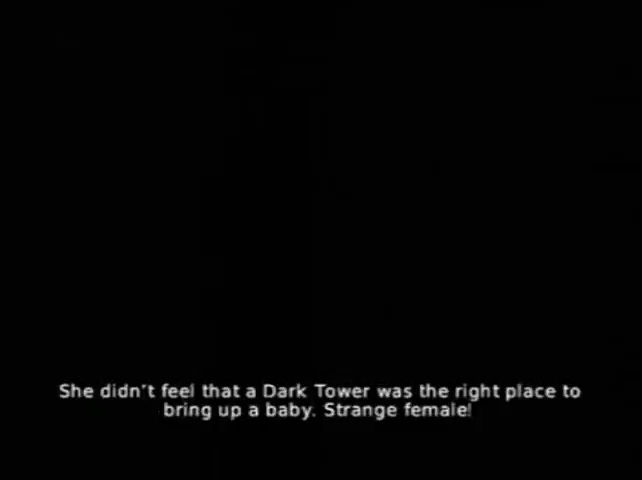 She didn't feel that a Dark Tower was the right place to
bring up a baby. Strange female!